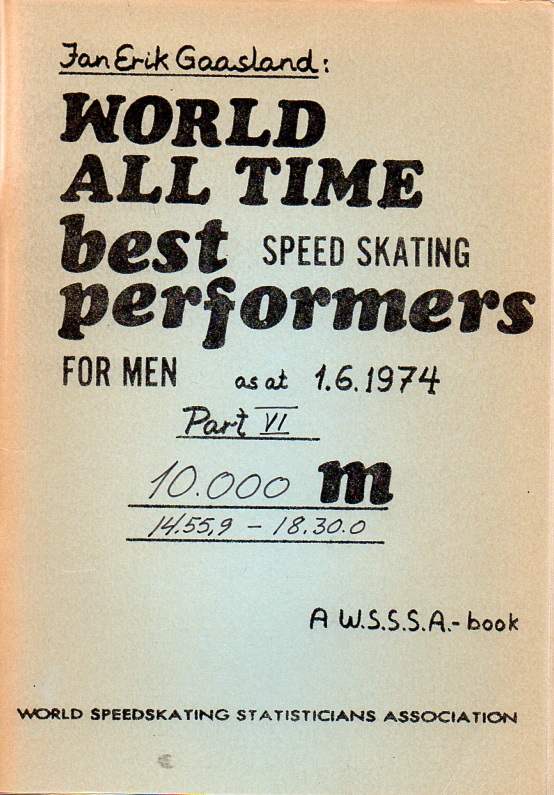 Jan Erik Gaasland:
WORLD
ALL TIME
best SPEED SKATING
performers
FOR MEN as at 1.6.1974
Part VI
10.000 m
14.55,9 - 18.30.0
A W.S.S.S.A.- book
WORLD SPEEDSKATING STATISTICIANS ASSOCIATION